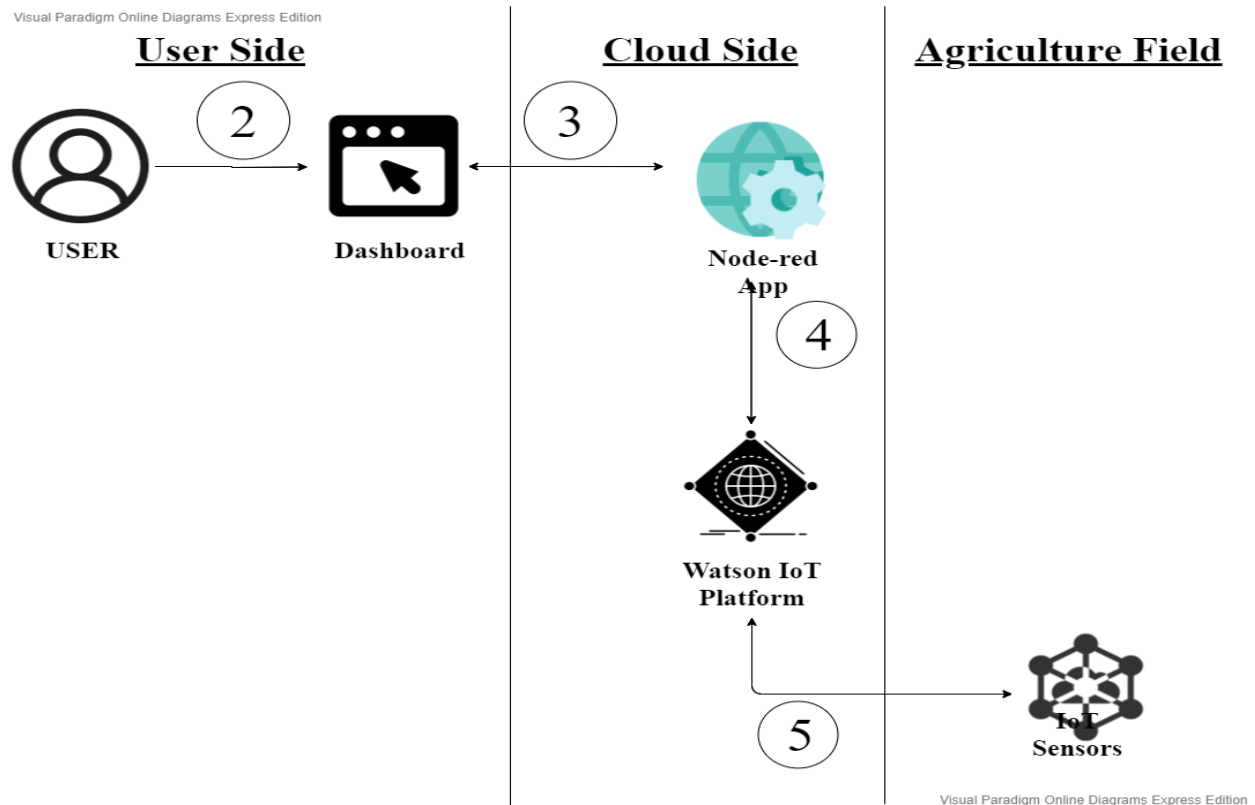 Visual Paradigm Online Diagrams Express Edition
User Side
Cloud Side
Agriculture Field
2
3
USER
Dashboard
Node-red
App
4
Watson IoT
Platform
5
IoT
Sensors
Visual Paradigm Online Diagrams Express Edition